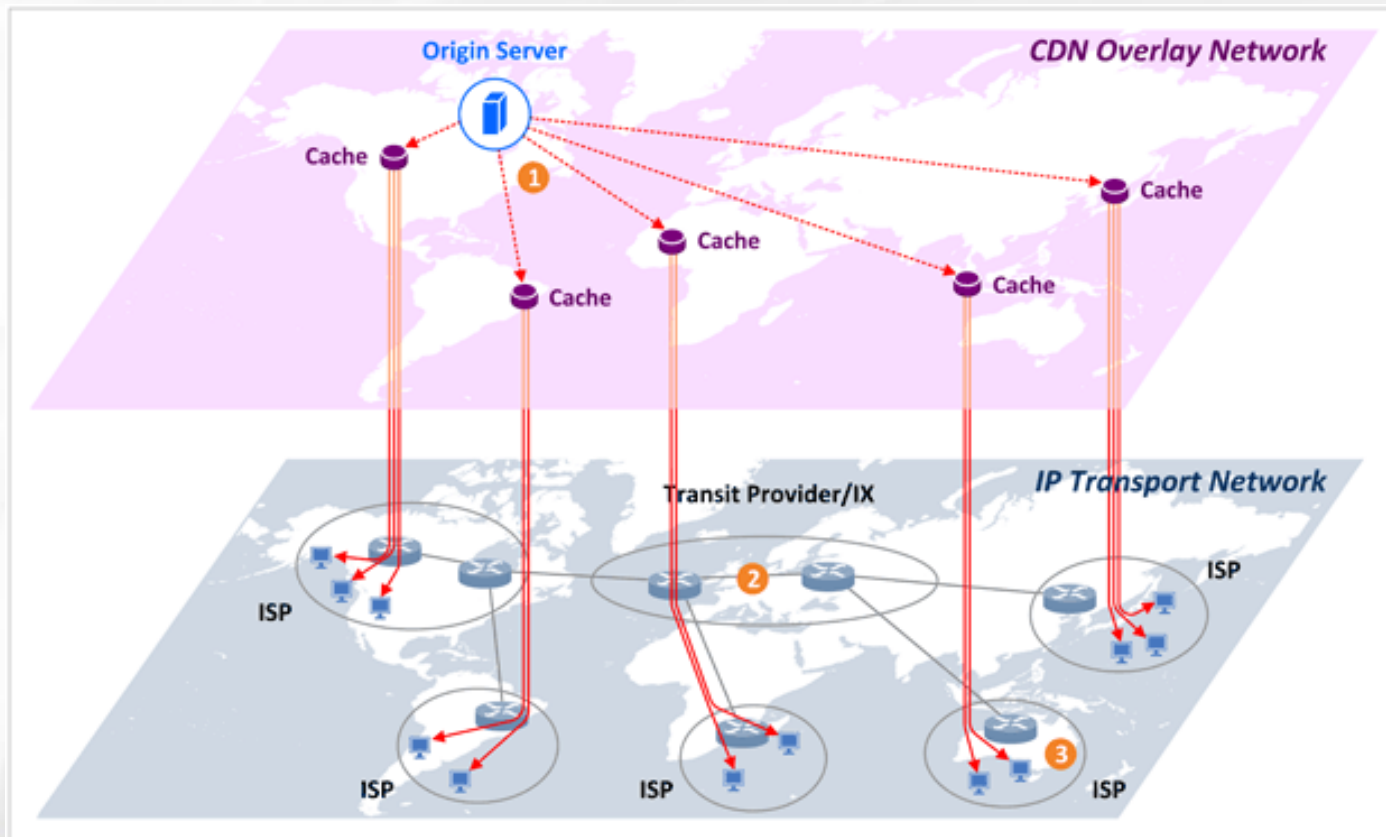 Origin Server
CDN Overlay Network
Cache
1
Cache
Cache
Cache
Cache
Transit Provider/IX
IP Transport Network
2
ISP
ISP
ISP
ISP
3
ISP